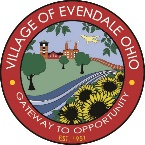 VILLAGE OF EVENDALE OHIO
EST. 1951
GATEWAY TO OPPORTUNITY